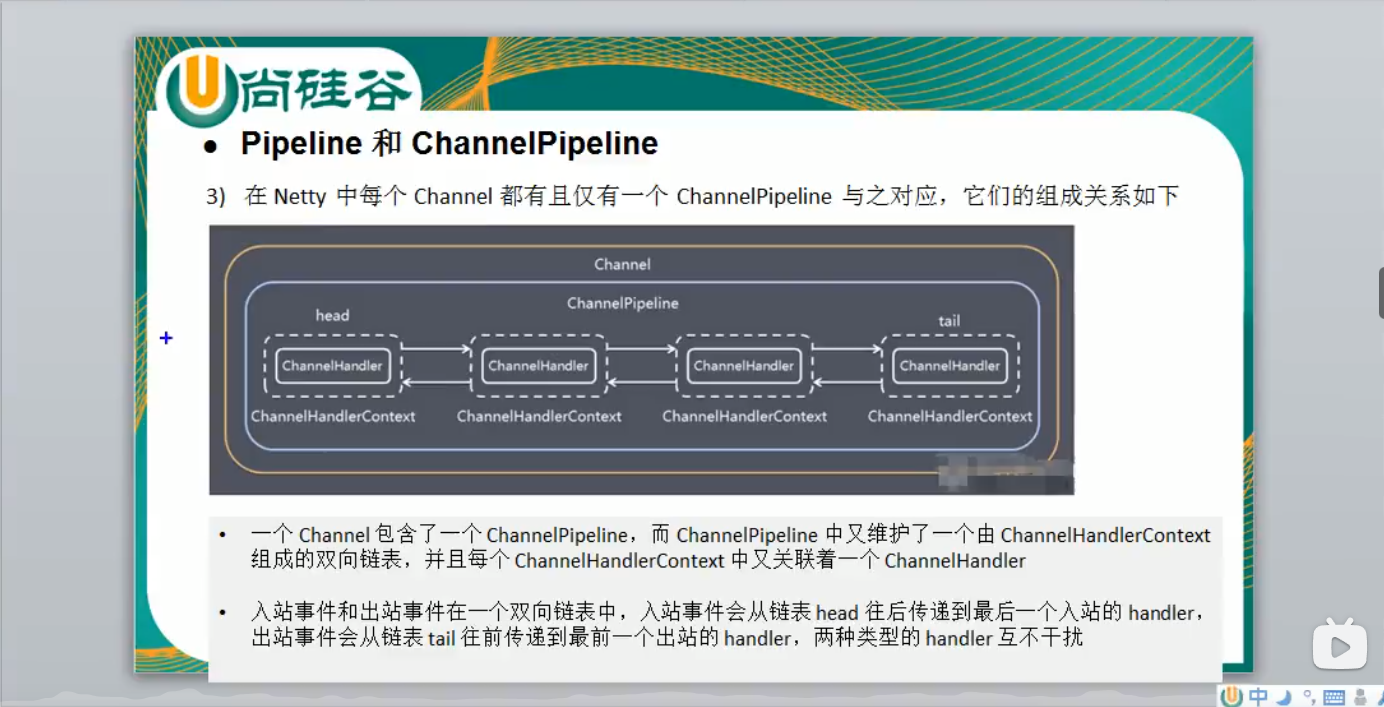 尚硅谷
● Pipeline 和 ChannelPipeline
3) 在 Netty 中每个 Channel 都有且仅有一个 ChannelPipeline 与之对应，它们的组成关系如下
Channel
ChannelPipeline
head
tail
ChannelHandler ChannelHandler ChannelHandler ChannelHandler
ChannelHandlerContext ChannelHandlerContext ChannelHandlerContext ChannelHandlerContext
• 一个 Channel 包含了一个 ChannelPipeline，而 ChannelPipeline 中又维护了一个由 ChannelHandlerContext
组成的双向链表，并且每个 ChannelHandlerContext 中又关联着一个 ChannelHandler
• 入站事件和出站事件在一个双向链表中，入站事件会从链表 head 往后传递到最后一个入站的 handler，
出站事件会从链表 tail 往前传递到最前一个出站的 handler，两种类型的 handler 互不干扰
中